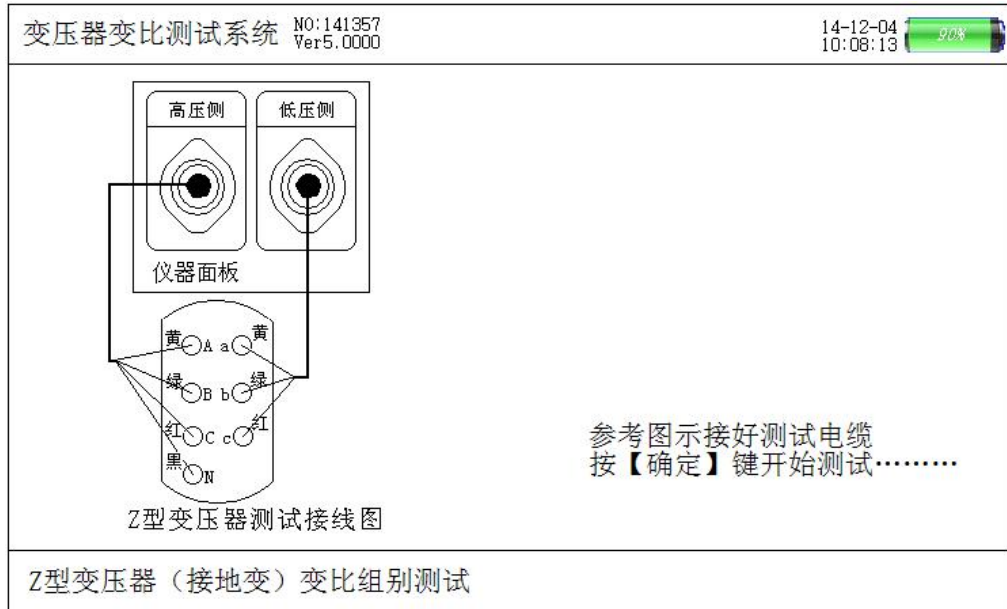 变压器变比测试系统 NO:141357
Ver5.0000
14-12-04
10:08:13
90%
高压侧 低压侧
仪器面板
黄 A a 黄
绿 B b 绿
红 C c 红
黑 N
参考图示接好测试电缆
按【确定】键开始测试………
Z型变压器测试接线图
Z型变压器（接地变）变比组别测试